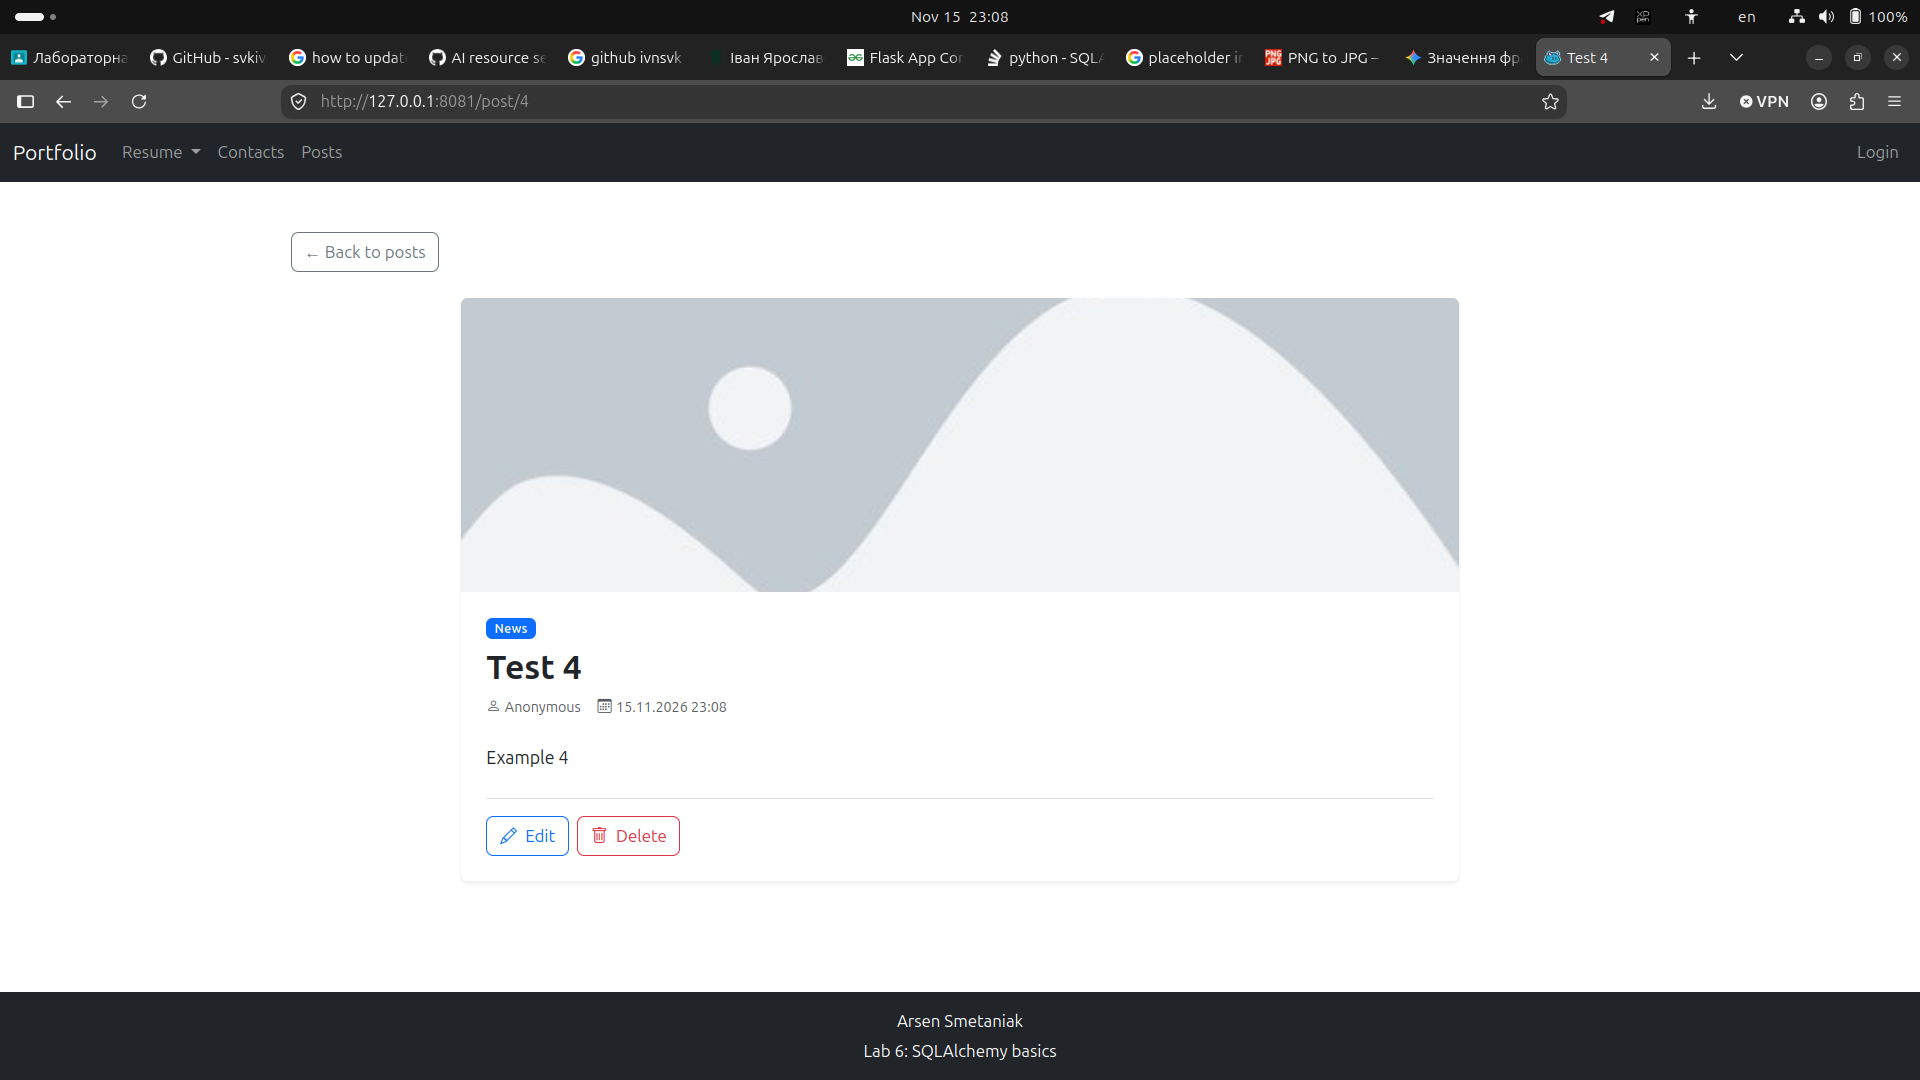 Nov 15 23:08
en
100%
Лабораторна
GitHub - svkiv
how to updat
AI resource se
github ivnsvk
Іван Ярослав
Flask App Cor
python - SQL
placeholder i
PNG to JPG –
Значення фр
Test 4
http://127.0.0.1:8081/post/4
VPN
Portfolio
Resume
Contacts
Posts
Login
← Back to posts
News
Test 4
Anonymous 15.11.2026 23:08
Example 4
Edit
Delete
Arsen Smetaniak
Lab 6: SQLAlchemy basics